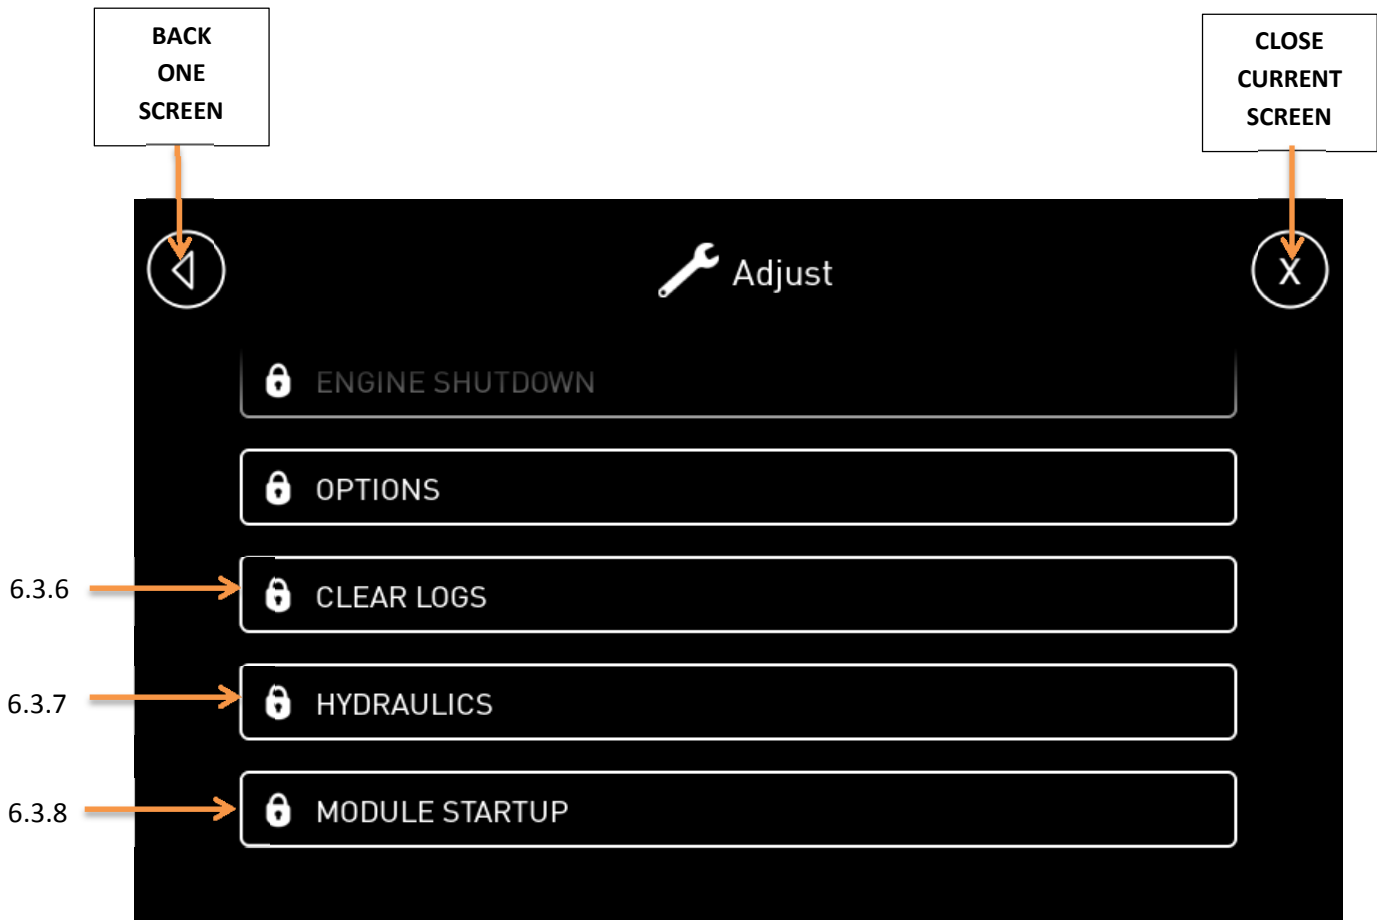 BACK
ONE
SCREEN
CLOSE
CURRENT
SCREEN
Adjust
X
ENGINE SHUTDOWN
OPTIONS
6.3.6
CLEAR LOGS
6.3.7
HYDRAULICS
6.3.8
MODULE STARTUP